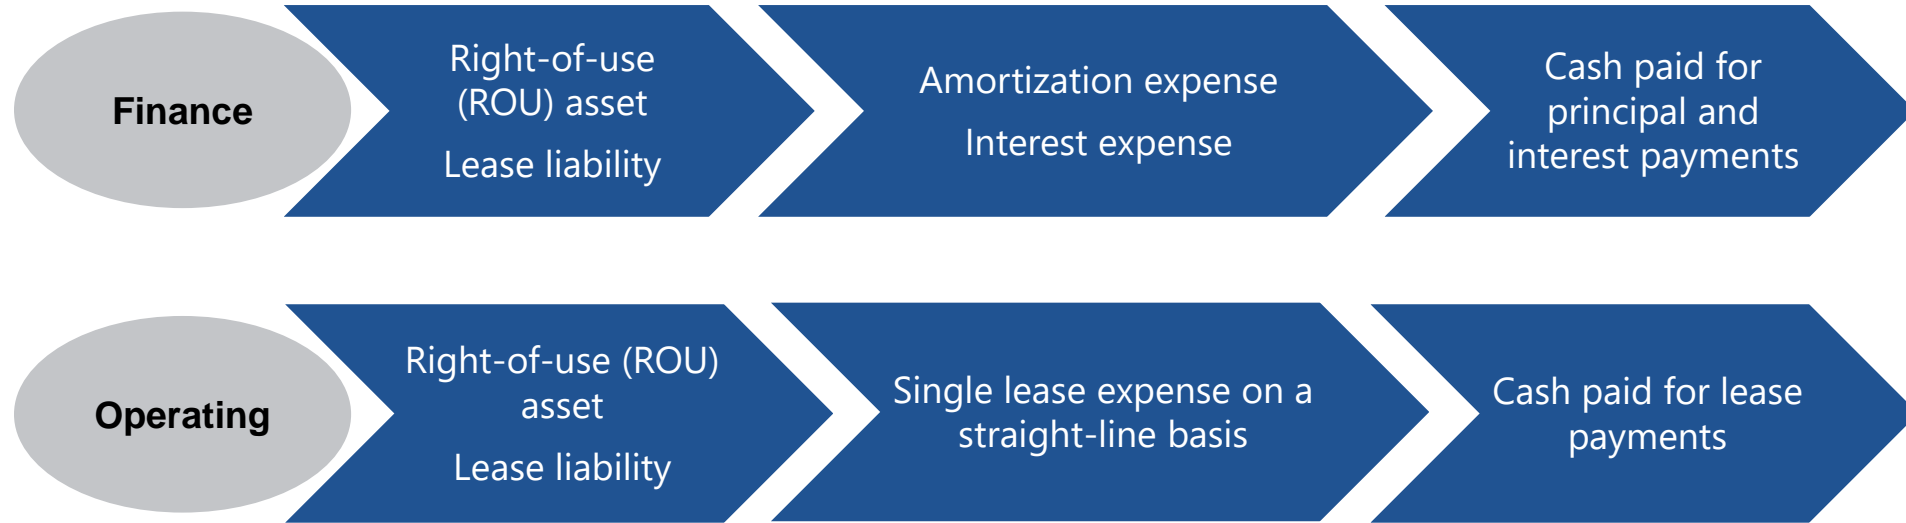 Finance
Right-of-use
(ROU) asset
Lease liability
Amortization expense
Interest expense
Cash paid for
principal and
interest payments
Operating
Right-of-use (ROU)
asset
Lease liability
Single lease expense on a
straight-line basis
Cash paid for lease
payments